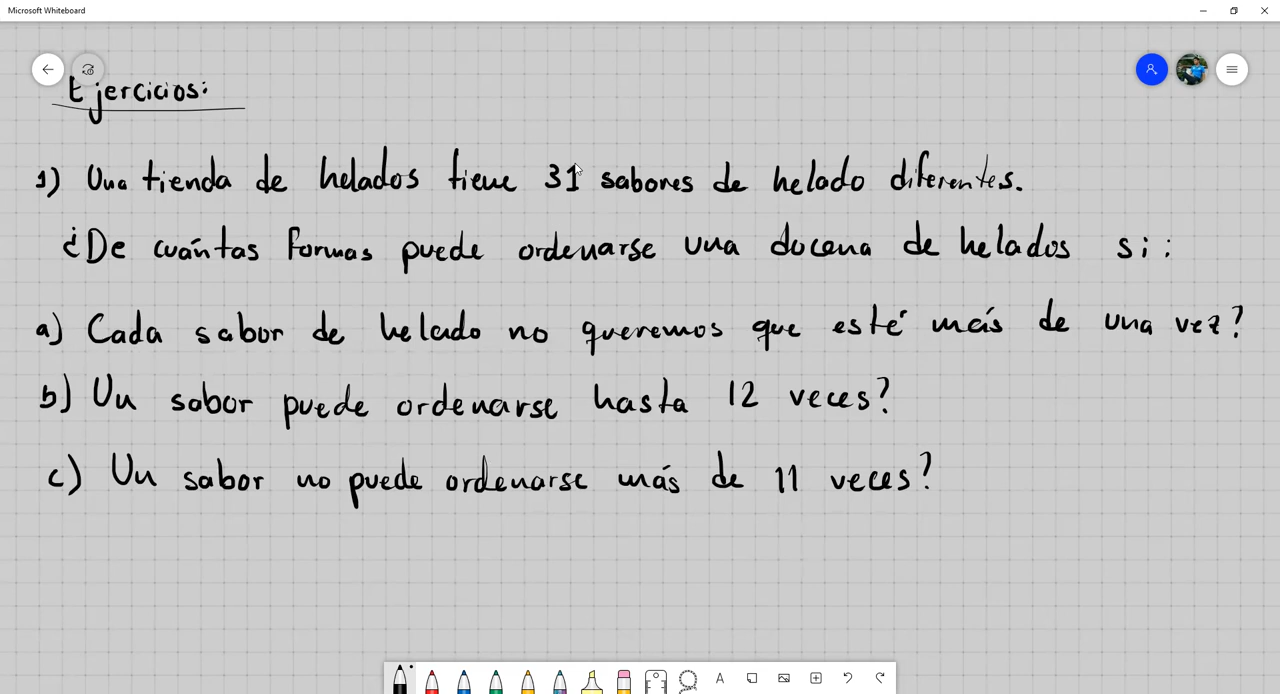 Microsoft Whiteboard
Ejercicios:
1) Una tienda de helados tiene 31 sabores de helado diferentes.
¿De cuántas formas puede ordenarse una docena de helados si:
a) Cada sabor de helado no queremos que esté más de una vez?
b) Un sabor puede ordenarse hasta 12 veces?
c) Un sabor no puede ordenarse más de 11 veces?